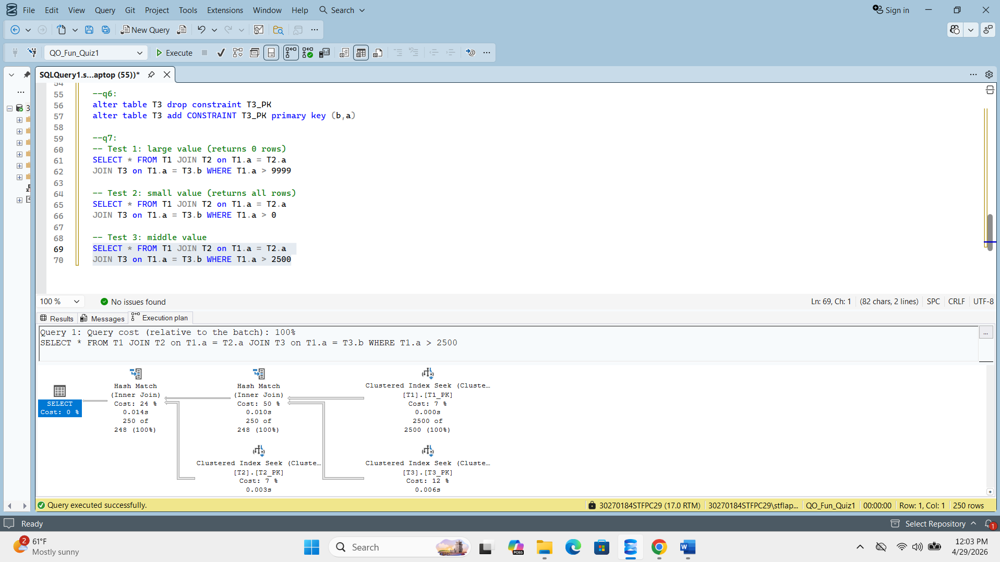 File Edit View Query Git Project Tools Extensions Window Help Search Sign in
New Query
QO_Fun_Quiz1 Execute
SQLQuery1.s...aptop (55))*
3
54
55 --q6:
56 alter table T3 drop constraint T3_PK
57 alter table T3 add CONSTRAINT T3_PK primary key (b,a)
58
59 --q7:
60 -- Test 1: large value (returns 0 rows)
61 SELECT * FROM T1 JOIN T2 on T1.a = T2.a
62 JOIN T3 on T1.a = T3.b WHERE T1.a > 9999
63
64 -- Test 2: small value (returns all rows)
65 SELECT * FROM T1 JOIN T2 on T1.a = T2.a
66 JOIN T3 on T1.a = T3.b WHERE T1.a > 0
67
68 -- Test 3: middle value
69 SELECT * FROM T1 JOIN T2 on T1.a = T2.a
70 JOIN T3 on T1.a = T3.b WHERE T1.a > 2500
100 % No issues found Ln: 69, Ch: 1 (82 chars, 2 lines) SPC CRLF UTF-8
Results Messages Execution plan
Query 1: Query cost (relative to the batch): 100%
SELECT * FROM T1 JOIN T2 on T1.a = T2.a JOIN T3 on T1.a = T3.b WHERE T1.a > 2500
...
SELECT
Cost: 0 %
Hash Match
(Inner Join)
Cost: 24 %
0.014s
250 of
248 (100%)
Hash Match
(Inner Join)
Cost: 50 %
0.010s
250 of
248 (100%)
Clustered Index Seek (Cluste...
[T1].[T1_PK]
Cost: 7 %
0.000s
2500 of
2500 (100%)
Clustered Index Seek (Cluste...
[T2].[T2_PK]
Cost: 7 %
0.003s
Clustered Index Seek (Cluste...
[T3].[T3_PK]
Cost: 12 %
0.006s
Query executed successfully. 30270184STFPC29 (17.0 RTM) 30270184STFPC29\stflap... QO_Fun_Quiz1 00:00:00 Row: 1, Col: 1 250 rows
Ready Select Repository 1
2 61°F
Mostly sunny
Search
M365
12:03 PM
4/29/2026